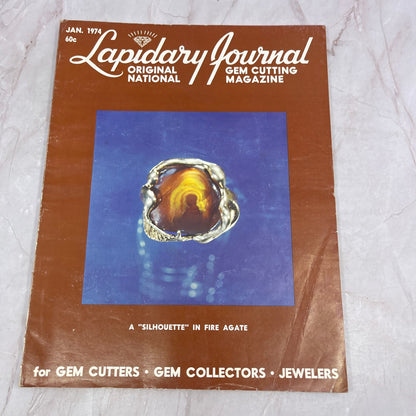 JAN. 1974
60c
Lapidary Journal
ORIGINAL GEM CUTTING
NATIONAL MAGAZINE
A "SILHOUETTE" IN FIRE AGATE
for GEM CUTTERS • GEM COLLECTORS • JEWELERS